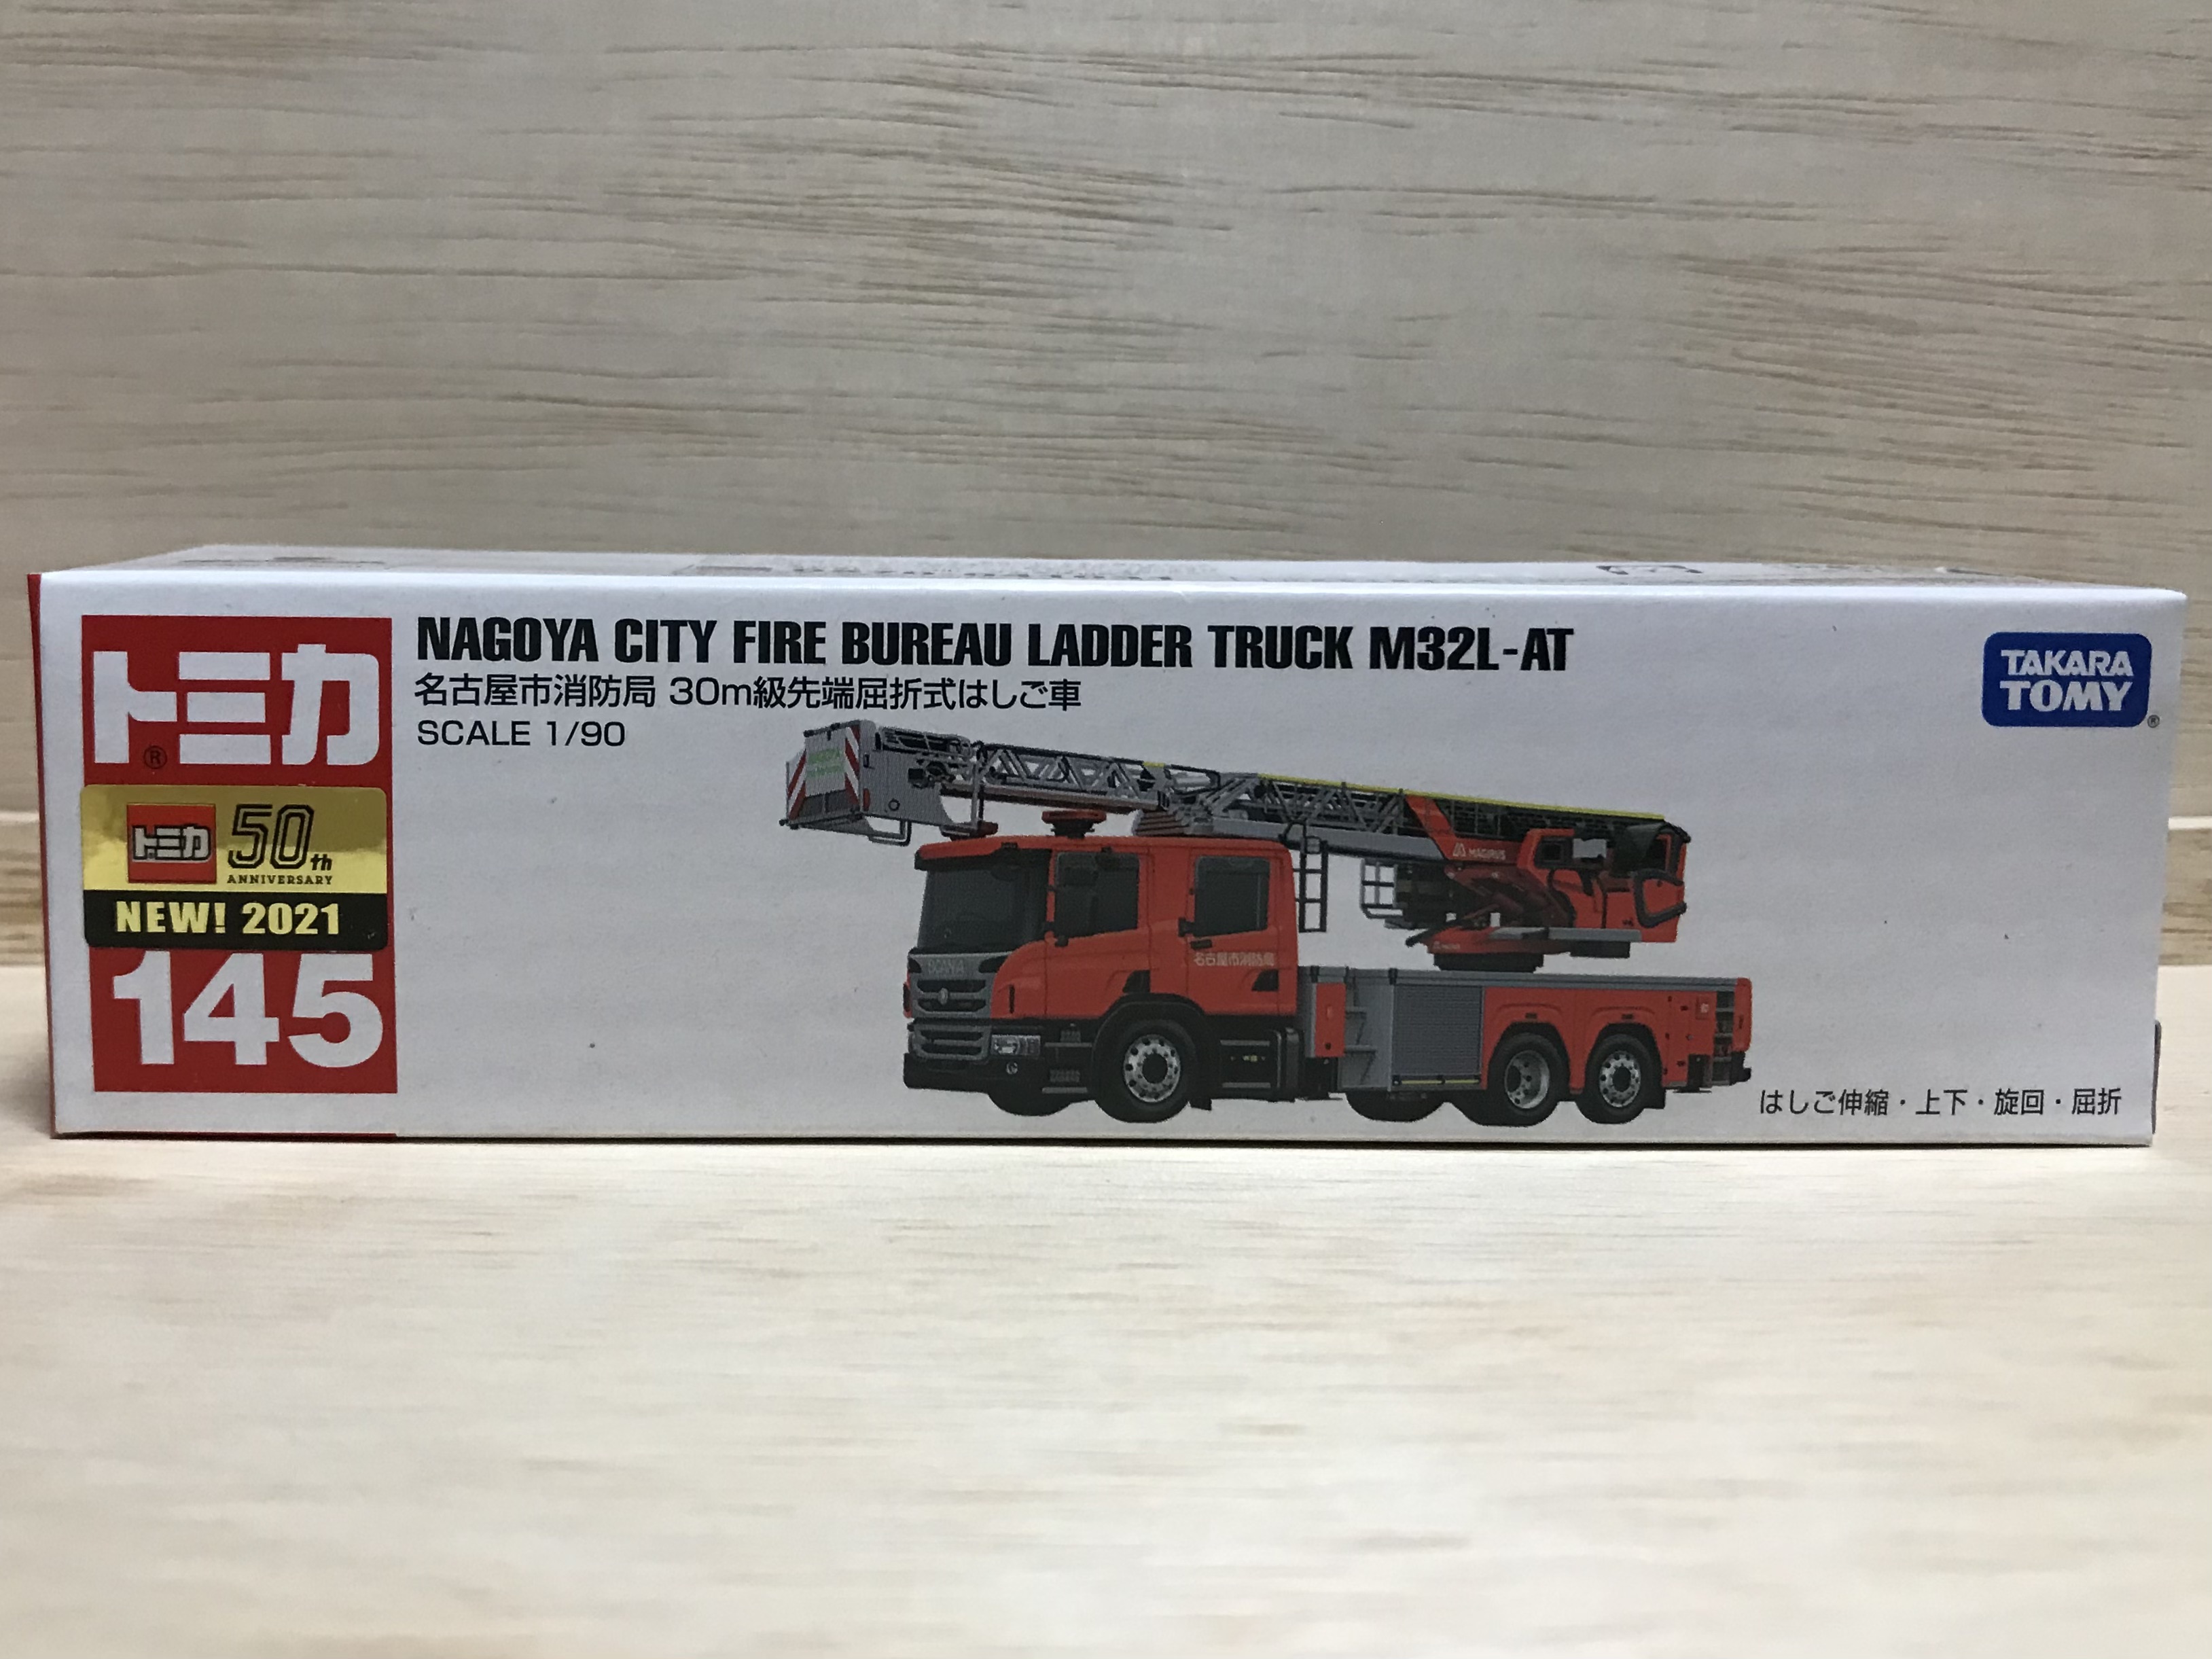 トミカ
®
トミカ 50th
ANNIVERSARY
NEW! 2021
145
NAGOYA CITY FIRE BUREAU LADDER TRUCK M32L-AT
名古屋市消防局 30m級先端屈折式はしご車
SCALE 1/90
TAKARA
TOMY
®
MAGIRUS
SCANIA
名古屋市消防局
はしご伸縮・上下・旋回・屈折